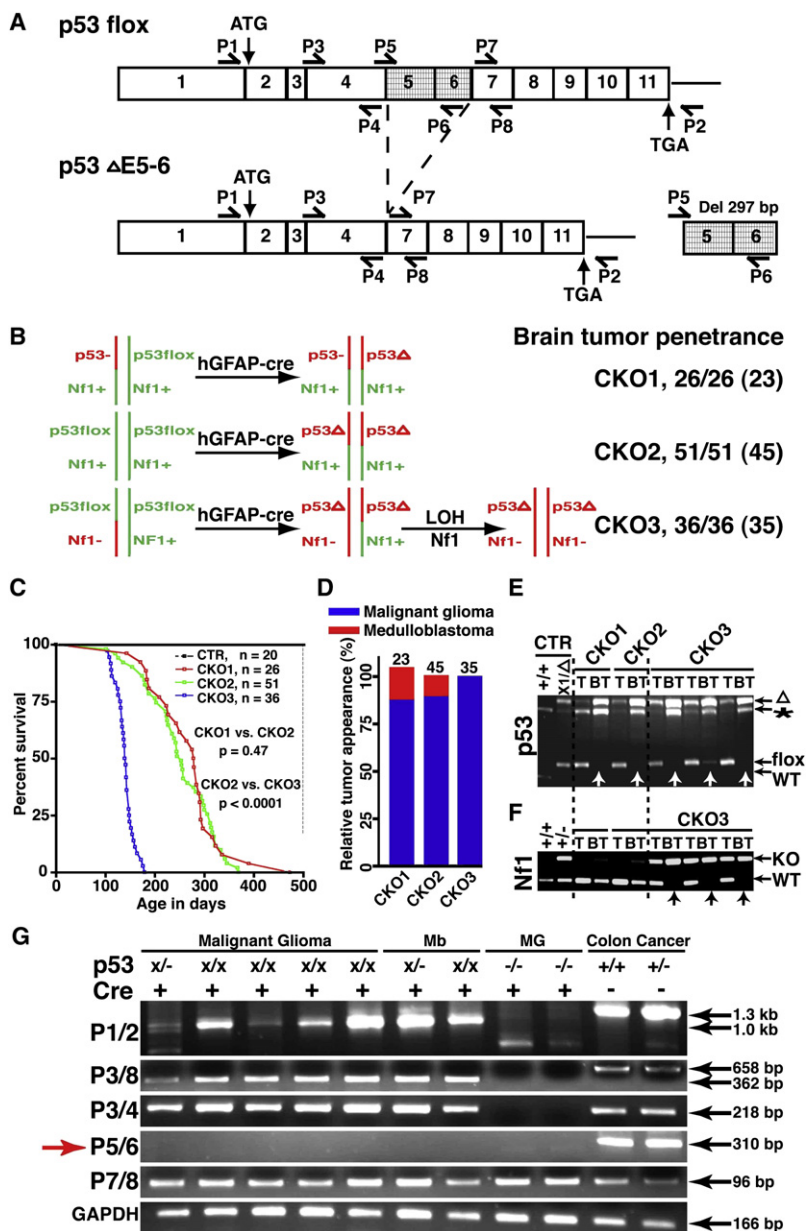 A
p53 flox
ATG
P1 P3 P5 P7
1 2 3 4 5 6 7 8 9 10 11
P4 P6 P8 P2
TGA
p53 △E5-6
ATG
P1 P3 P7 P5
Del 297 bp
1 2 3 4 7 8 9 10 11 5 6
P4 P8 P2 P6
TGA
B
Brain tumor penetrance
p53- p53flox hGFAP-cre p53- p53△
Nf1+ Nf1+ Nf1+ Nf1+
CKO1, 26/26 (23)
p53flox p53flox hGFAP-cre p53△ p53△
Nf1+ Nf1+ Nf1+ Nf1+
CKO2, 51/51 (45)
p53flox p53flox hGFAP-cre p53△ p53△ LOH p53△ p53△
Nf1- NF1+ Nf1- Nf1+ Nf1 Nf1- Nf1-
CKO3, 36/36 (35)
C
Percent survival
100
75
50
25
0
0 100 200 300 400 500
Age in days
CTR, n = 20
CKO1, n = 26
CKO2, n = 51
CKO3, n = 36
CKO1 vs. CKO2
p = 0.47
CKO2 vs. CKO3
p < 0.0001
D
Malignant glioma
Medulloblastoma
Relative tumor appearance (%)
100
75
50
25
0
23 45 35
CKO1 CKO2 CKO3
E
CTR CKO1 CKO2 CKO3
+/+ X1/△ T BT T BT T BT T BT T BT
p53
△
★
flox
WT
F
CKO3
+/+ +/- T BT T BT T BT T BT T BT
Nf1
KO
WT
G
Malignant Glioma Mb MG Colon Cancer
p53 x/- x/x x/x x/x x/x x/- x/x -/- -/- +/+ +/-
Cre + + + + + + + + + - -
P1/2 1.3 kb
1.0 kb
P3/8 658 bp
362 bp
P3/4 218 bp
P5/6 310 bp
P7/8 96 bp
GAPDH 166 bp